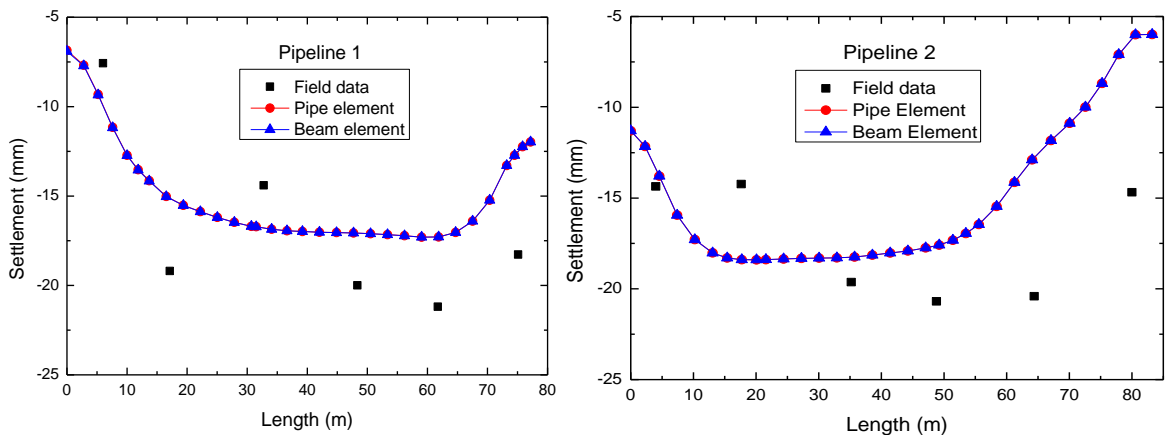 Pipeline 1
Field data
Pipe element
Beam element
-5
-10
-15
-20
-25
Settlement (mm)
0 10 20 30 40 50 60 70 80
Length (m)
Pipeline 2
Field data
Pipe Element
Beam Element
-5
-10
-15
-20
-25
Settlement (mm)
0 10 20 30 40 50 60 70 80
Length (m)